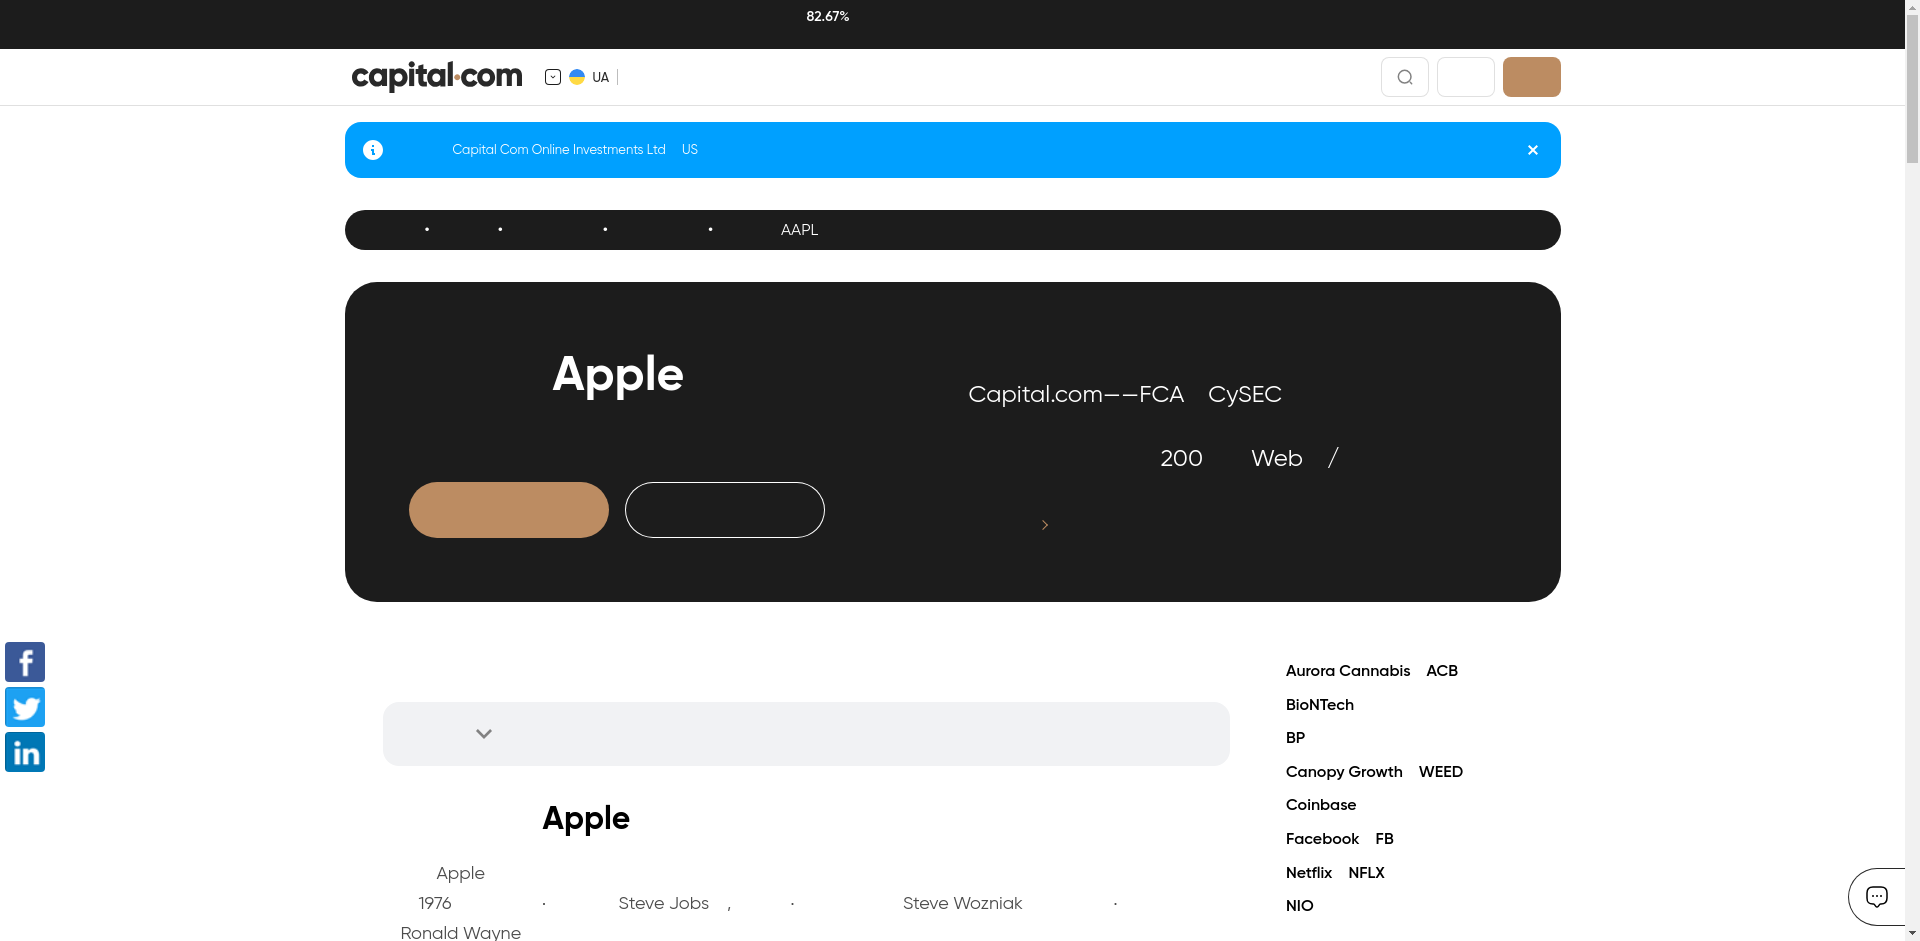 82.67%
capital.com UA
Capital Com Online Investments Ltd US
• • • • AAPL
Apple
Capital.com——FCA CySEC
200 Web /
Aurora Cannabis ACB
BioNTech
BP
Canopy Growth WEED
Coinbase
Facebook FB
Netflix NFLX
NIO
Apple
Apple
1976 · Steve Jobs , · Steve Wozniak ·
Ronald Wayne